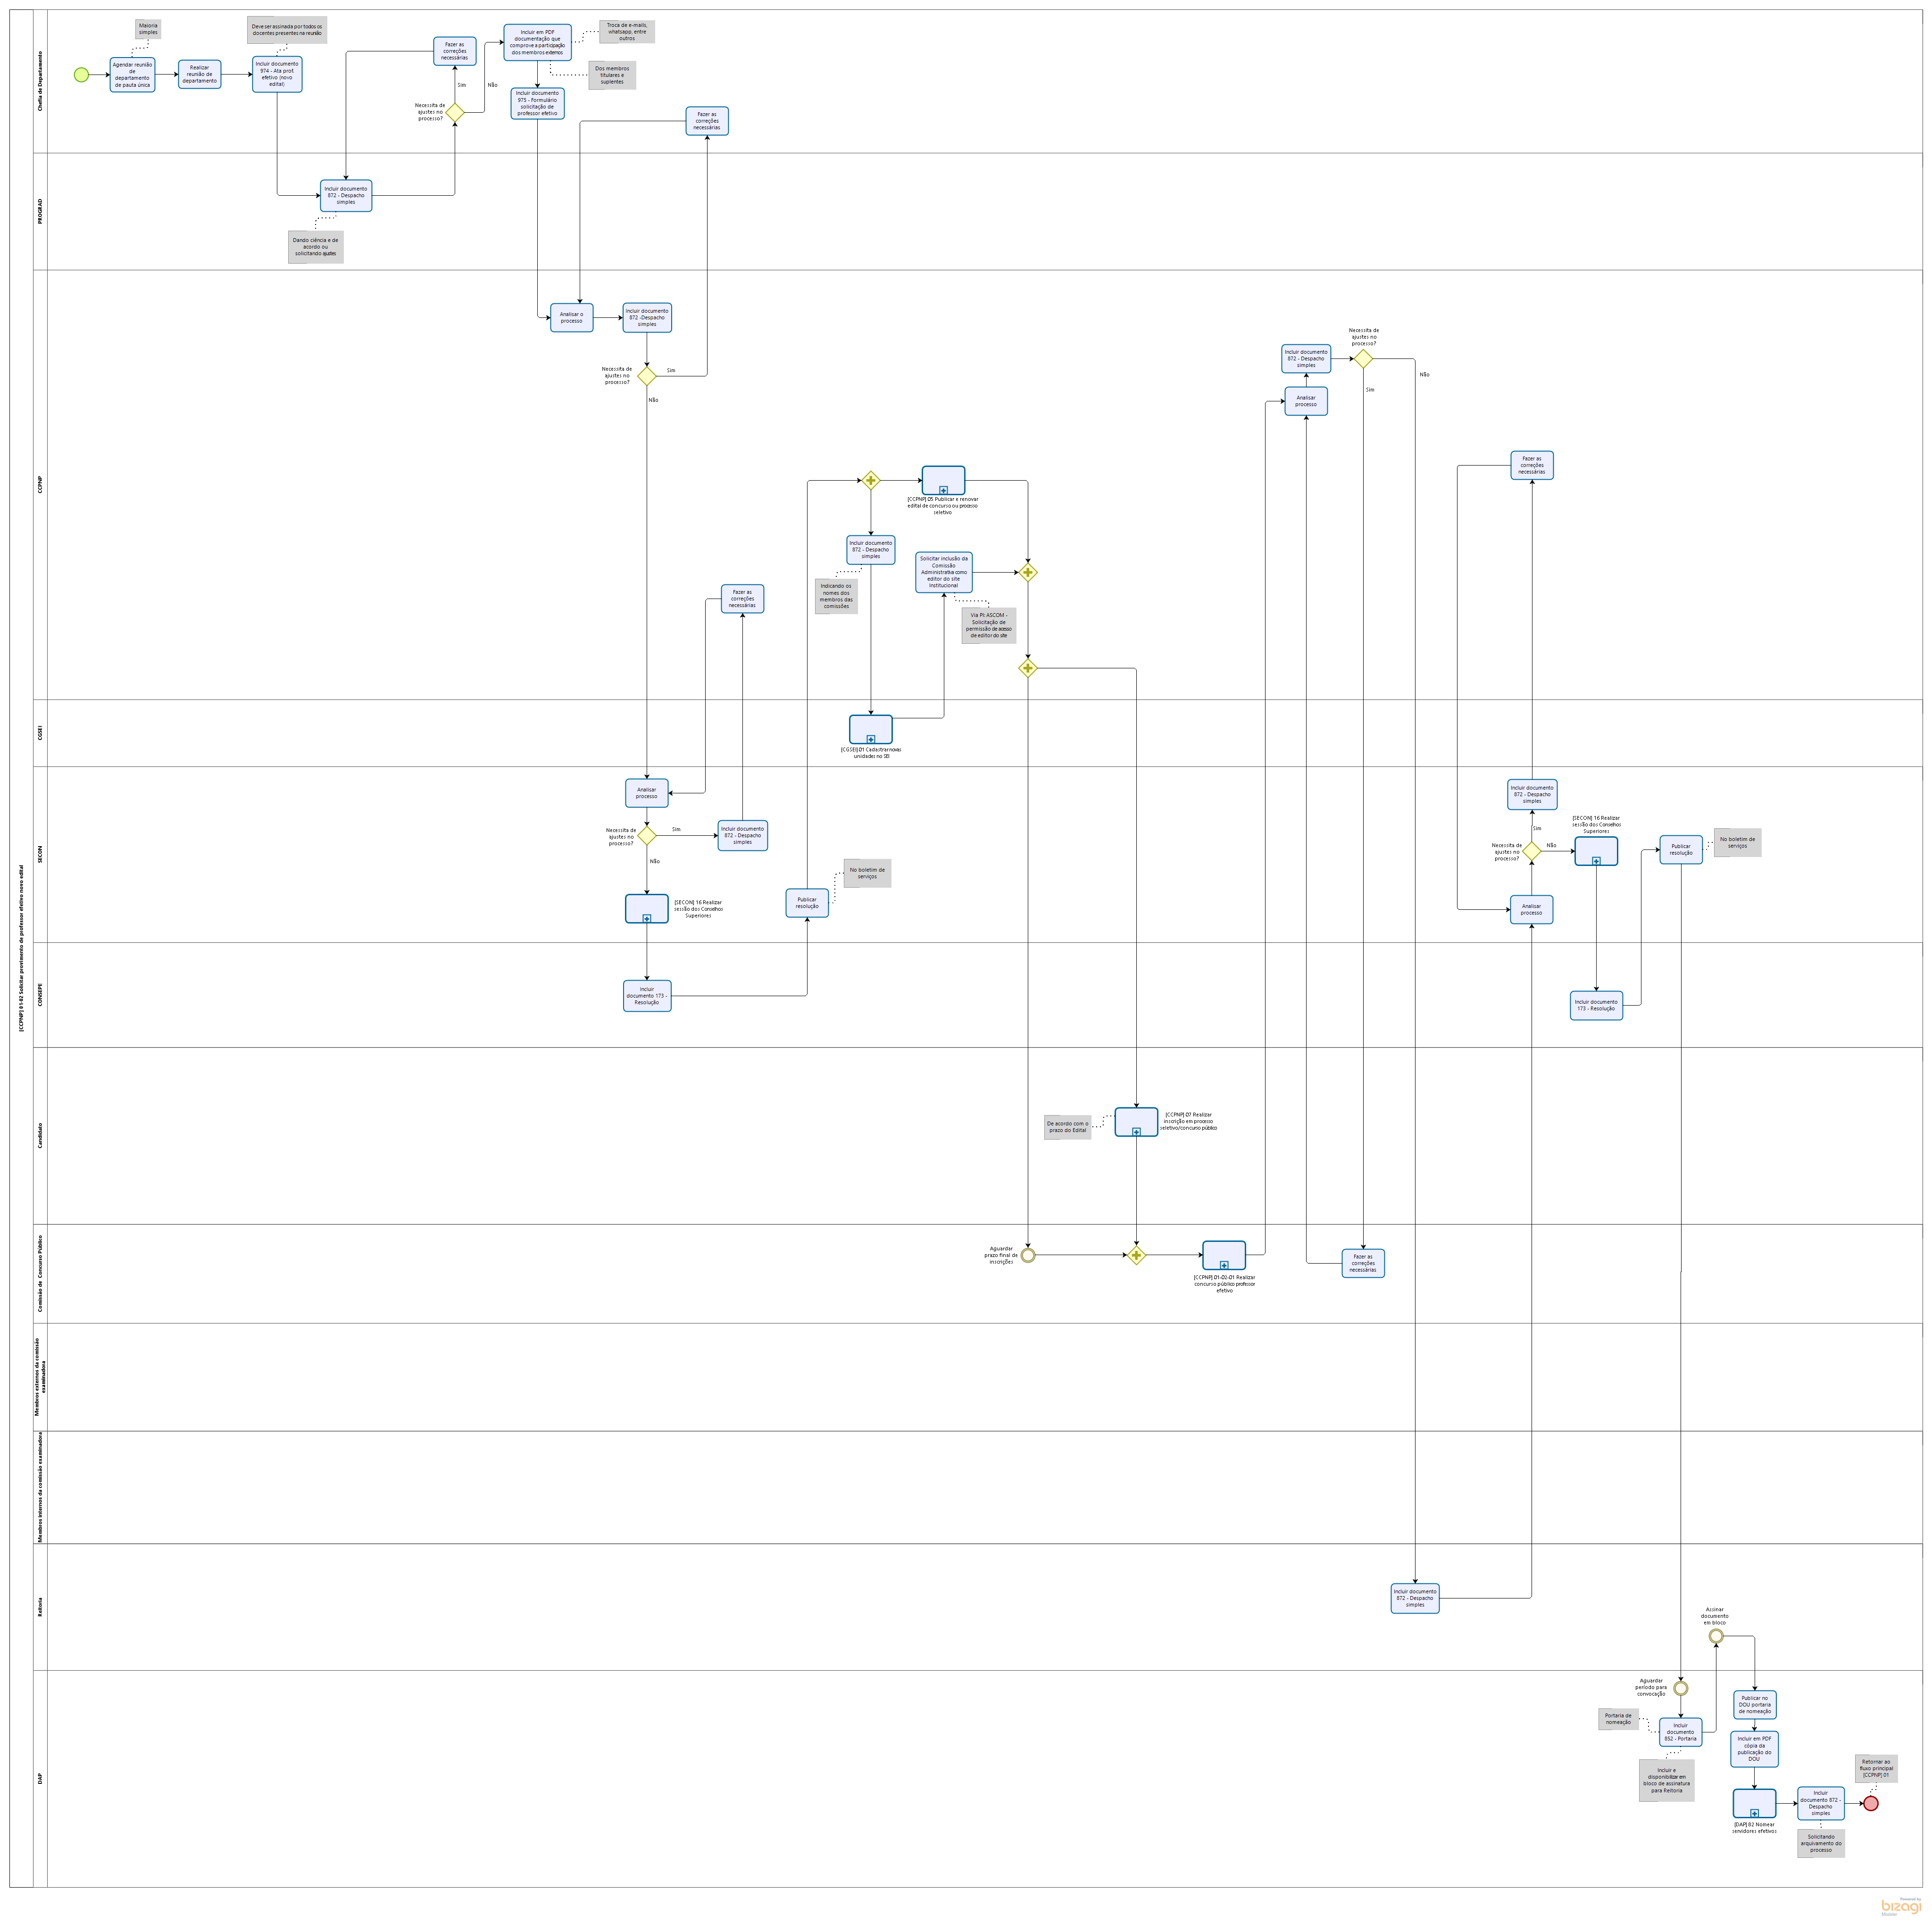 [CCPNP] 01-02 Solicitar provimento de professor efetivo novo edital
Chefia de Departamento
Maioria
simples
Agendar reunião
de
departamento
de pauta única
Realizar
reunião de
departamento
Deve ser assinada por todos os
docentes presentes na reunião
Incluir documento
974 - Ata prot
efetivo (novo
edital)
Fazer as
correções
necessárias
Sim
Não
Necessita de
ajustes no
processo?
Incluir em PDF
documentação que
comprove a participação
dos membros externos
Troca de e-mails,
whatsapp, entre
outros
Dos membros
titulares e
suplentes
Incluir documento
975 - Formulário
solicitação de
professor efetivo
Fazer as
correções
necessárias
PROGRAD
Incluir documento
872 - Despacho
simples
Dando ciência e de
acordo ou
solicitando ajustes
CCPNP
Analisar o
processo
Incluir documento
872 -Despacho
simples
Necessita de
ajustes no
processo?
Sim
Não
Necessita de
ajustes no
processo?
Incluir documento
872 - Despacho
simples
Não
Sim
Analisar
processo
Fazer as
correções
necessárias
[CCPNP] 05 Publicar e renovar
edital de concurso ou processo
seletivo
Incluir documento
872 - Despacho
simples
Indicando os
nomes dos
membros das
comissões
Solicitar inclusão da
Comissão
Administrativa como
editor do site
Institucional
Via PI: ASCOM -
Solicitação de
permissão de acesso
de editor do site
Fazer as
correções
necessárias
CGSEI
[CGSEI] 01 Cadastrar novas
unidades no SEI
SECON
Analisar
processo
Necessita de
ajustes no
processo?
Sim
Não
Incluir documento
872 - Despacho
simples
[SECON] 16 Realizar
sessão dos Conselhos
Superiores
Publicar
resolução
No boletim de
serviços
Incluir documento
872 - Despacho
simples
Sim
Necessita de
ajustes no
processo?
Não
[SECON] 16 Realizar
sessão dos Conselhos
Superiores
Publicar
resolução
No boletim de
serviços
Analisar
processo
CONSEPE
Incluir
documento 173 -
Resolução
Incluir documento
173 - Resolução
Candidato
De acordo com o
prazo do Edital
[CCPNP] 07 Realizar
inscrição em processo
seletivo/concurso público
Comissão de Concurso Público
Aguardar
prazo final de
inscrições
[CCPNP] 01-02-01 Realizar
concurso público professor
efetivo
Fazer as
correções
necessárias
Membros externos da comissão
examinadora
Membros internos da comissão examinadora
Reitoria
Incluir documento
872 - Despacho
simples
Assinar
documento
em bloco
DAP
Aguardar
período para
convocação
Portaria de
nomeação
Incluir
documento
852 - Portaria
Incluir e
disponibilizar em
bloco de assinatura
para Reitoria
Publicar no
DOU portaria
de nomeação
Incluir em PDF
cópia da
publicação do
DOU
[DAP] 82 Nomear
servidores efetivos
Incluir
documento 872 -
Despacho
simples
Solicitando
arquivamento do
processo
Retornar ao
fluxo principal
[CCPNP] 01
Powered by
bizagi
Modeler